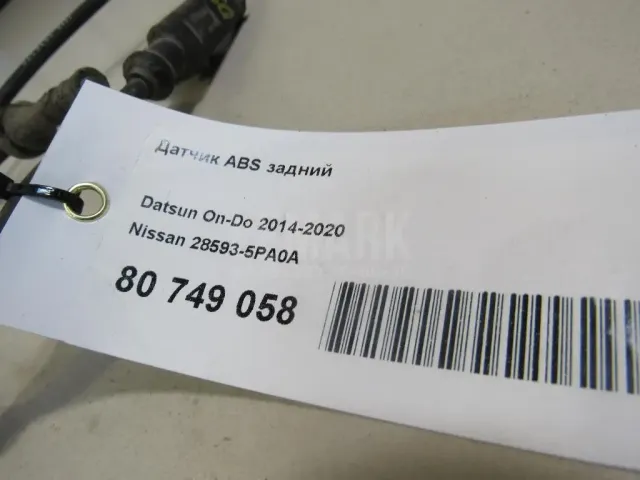 Датчик ABS задний
Datsun On-Do 2014-2020
Nissan 28593-5PA0A
80 749 058